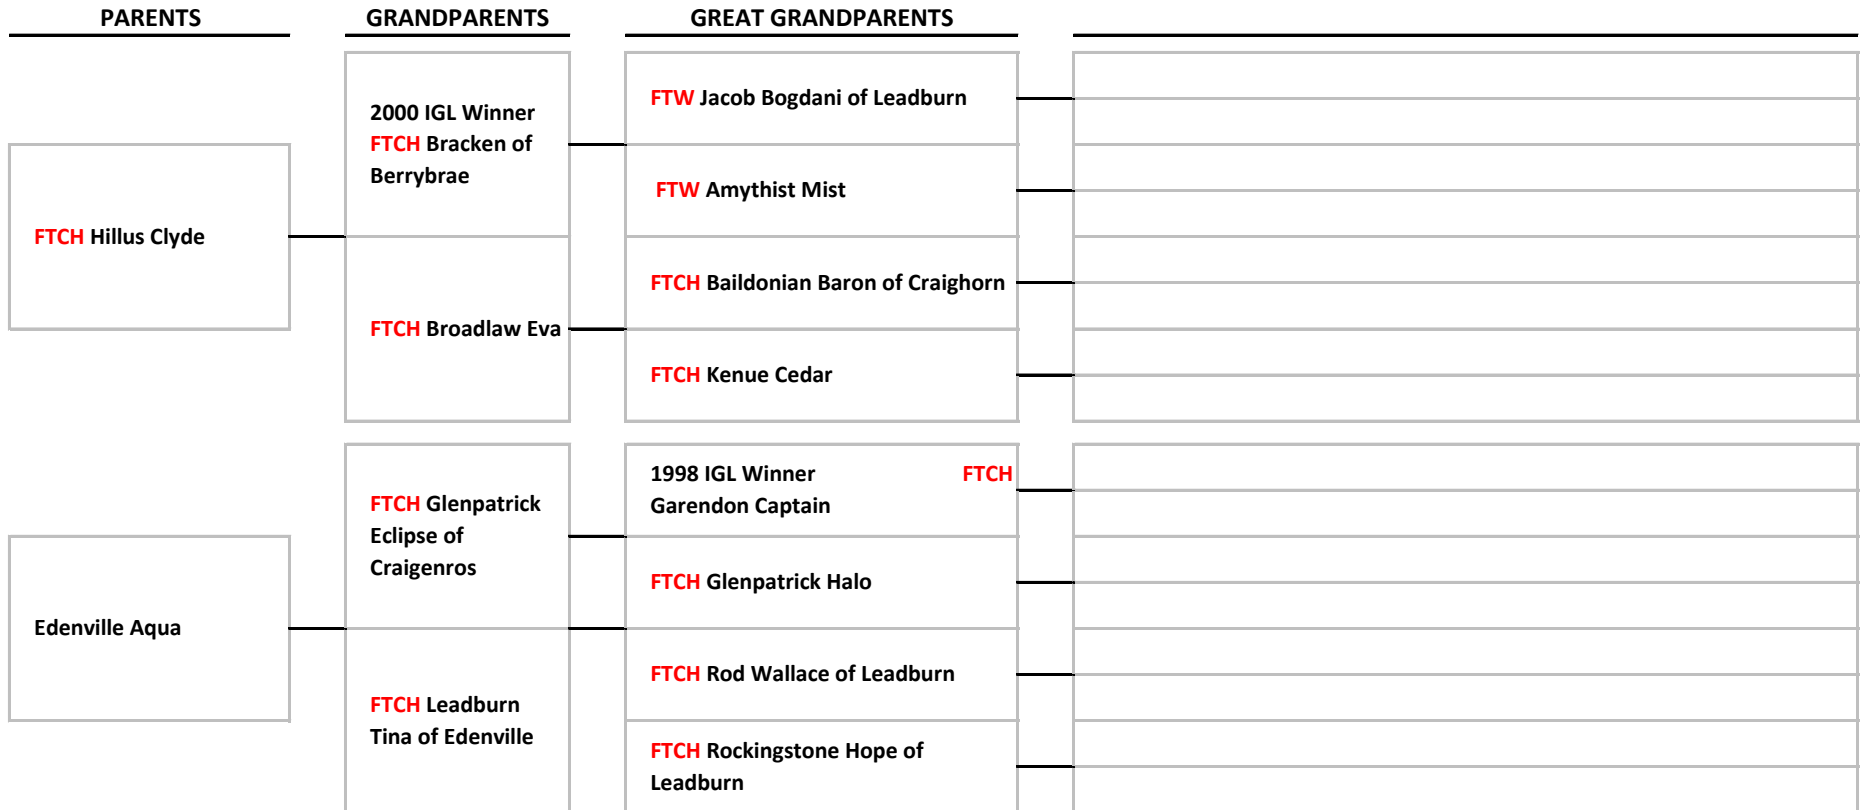 PARENTS
GRANDPARENTS
GREAT GRANDPARENTS
FTCH Hillus Clyde
2000 IGL Winner
FTCH Bracken of
Berrybrae
FTCH Broadlaw Eva
FTW Jacob Bogdani of Leadburn
FTW Amythist Mist
FTCH Baildonian Baron of Craighorn
FTCH Kenue Cedar
Edenville Aqua
FTCH Glenpatrick
Eclipse of
Craigenros
FTCH Leadburn
Tina of Edenville
1998 IGL Winner FTCH
Garendon Captain
FTCH Glenpatrick Halo
FTCH Rod Wallace of Leadburn
FTCH Rockingstone Hope of
Leadburn